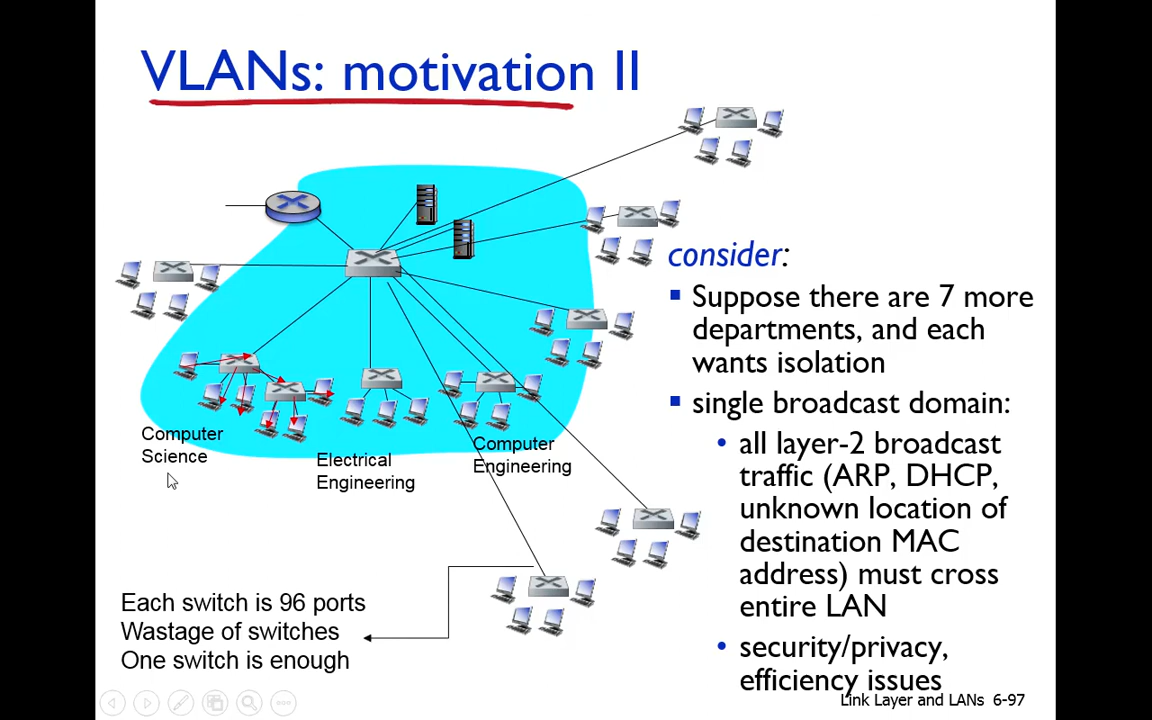 VLANs: motivation II
consider:
Suppose there are 7 more
departments, and each
wants isolation
single broadcast domain:
all layer-2 broadcast
traffic (ARP, DHCP,
unknown location of
destination MAC
address) must cross
entire LAN
security/privacy,
efficiency issues
Computer
Science
Electrical
Engineering
Computer
Engineering
Each switch is 96 ports
Wastage of switches
One switch is enough
Link Layer and LANs 6-97